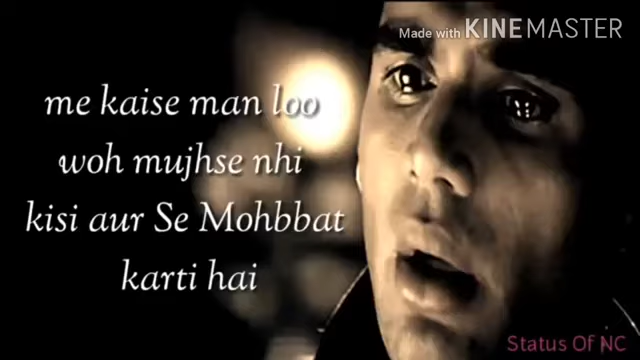 Made with KINEMASTER
me kaise man loo
woh mujhse nhi
kisi aur Se Mohbbat
karti hai
Status Of NC